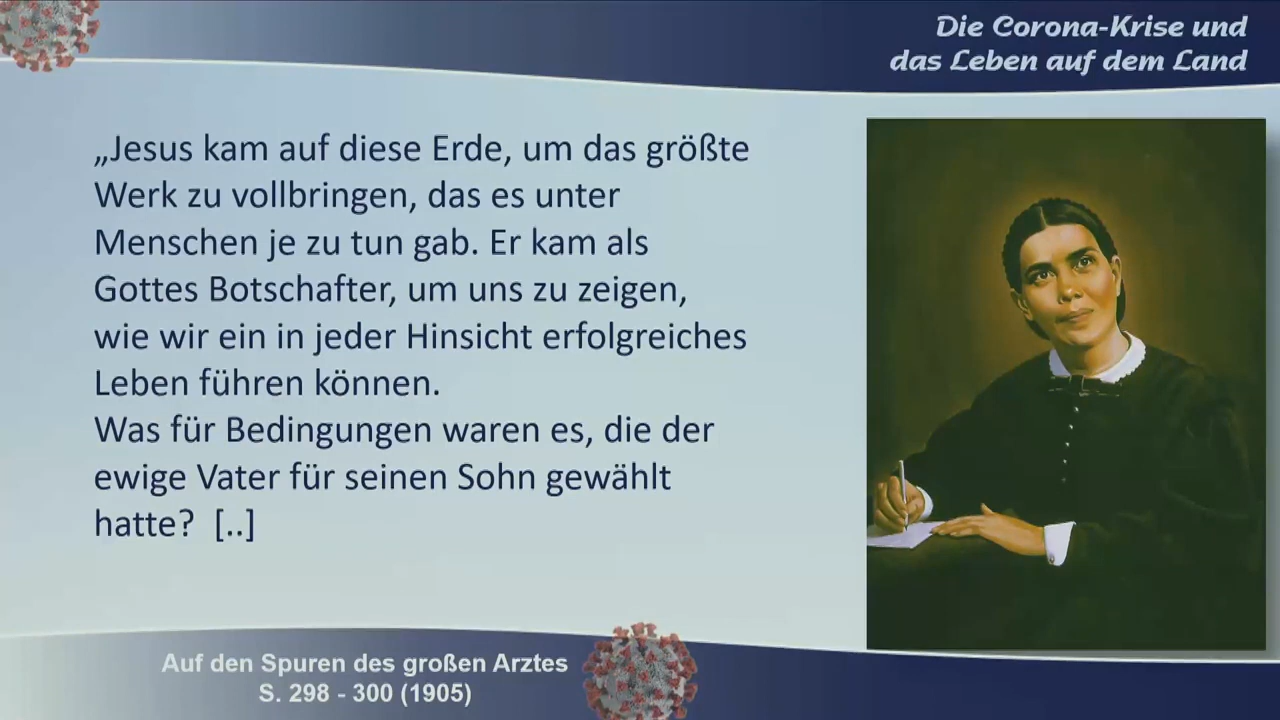 Die Corona-Krise und
das Leben auf dem Land
„Jesus kam auf diese Erde, um das größte
Werk zu vollbringen, das es unter
Menschen je zu tun gab. Er kam als
Gottes Botschafter, um uns zu zeigen,
wie wir ein in jeder Hinsicht erfolgreiches
Leben führen können.
Was für Bedingungen waren es, die der
ewige Vater für seinen Sohn gewählt
hatte?  [..]
Auf den Spuren des großen Arztes
S. 298 - 300 (1905)